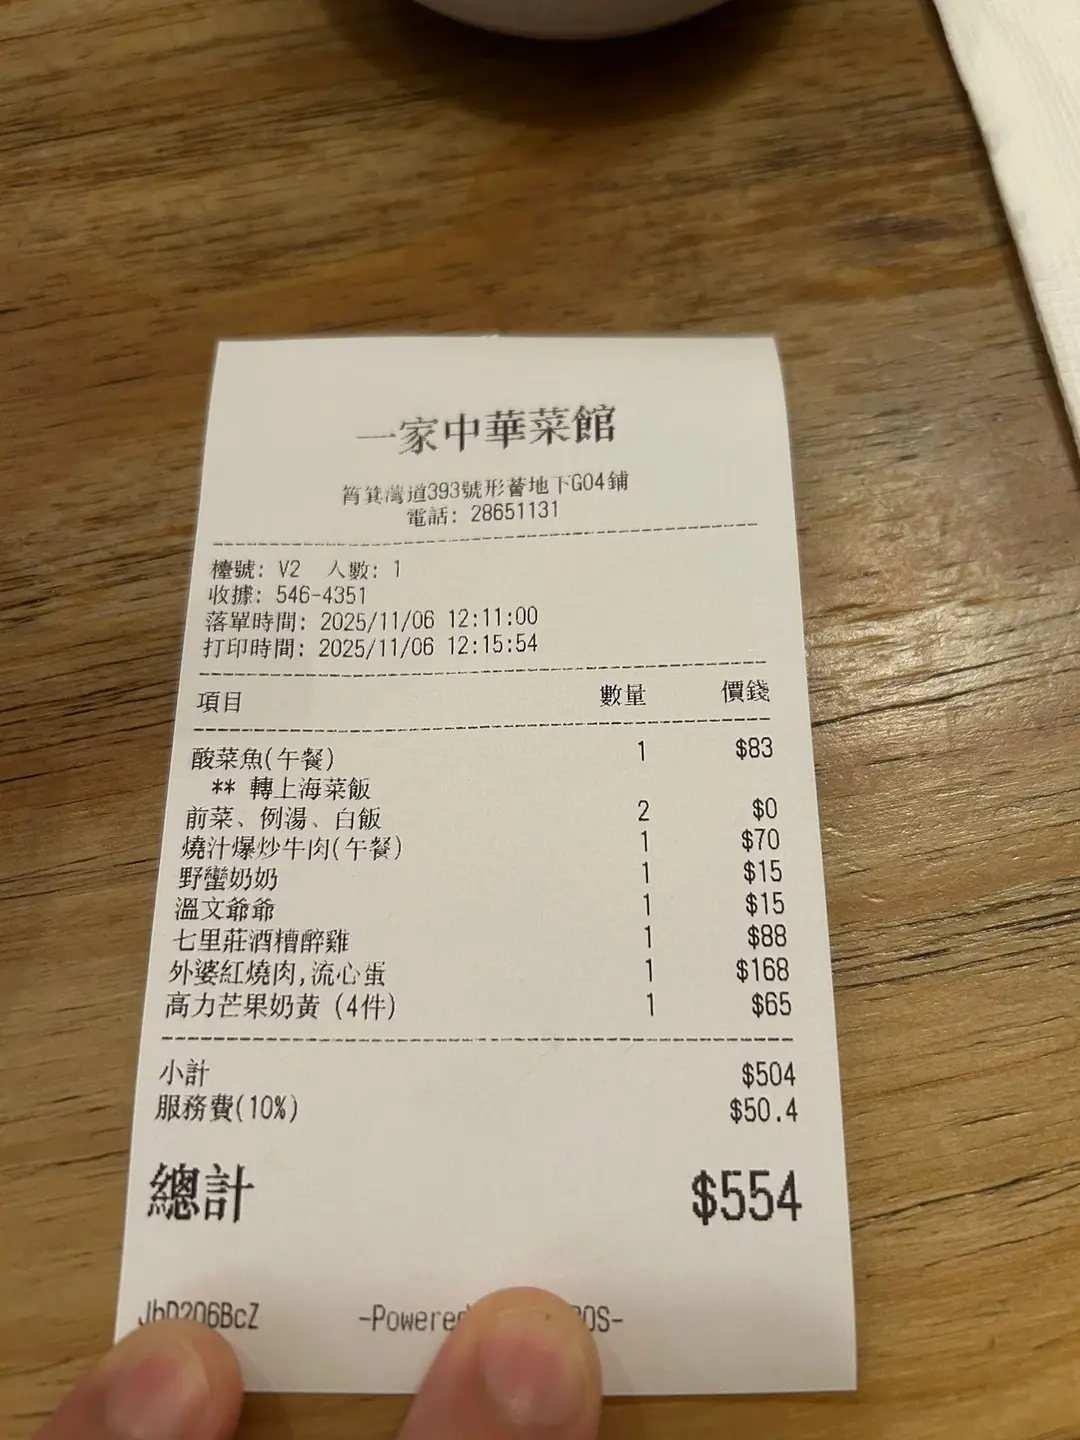 一家中華菜館
筲箕灣道393號形薈地下G04鋪
電話: 28651131
檯號: V2 人數: 1
收據: 546-4351
落單時間: 2025/11/06 12:11:00
打印時間: 2025/11/06 12:15:54
項目 數量 價錢
酸菜魚(午餐) 1 $83
** 轉上海菜飯
前菜、例湯、白飯 2 $0
燒汁爆炒牛肉(午餐) 1 $70
野蠻奶奶 1 $15
溫文爺爺 1 $15
七里莊酒糟醉雞 1 $88
外婆紅燒肉,流心蛋 1 $168
高力芒果奶黃 (4件) 1 $65
小計 $504
服務費(10%) $50.4
總計 $554
JbD206BcZ -Powered